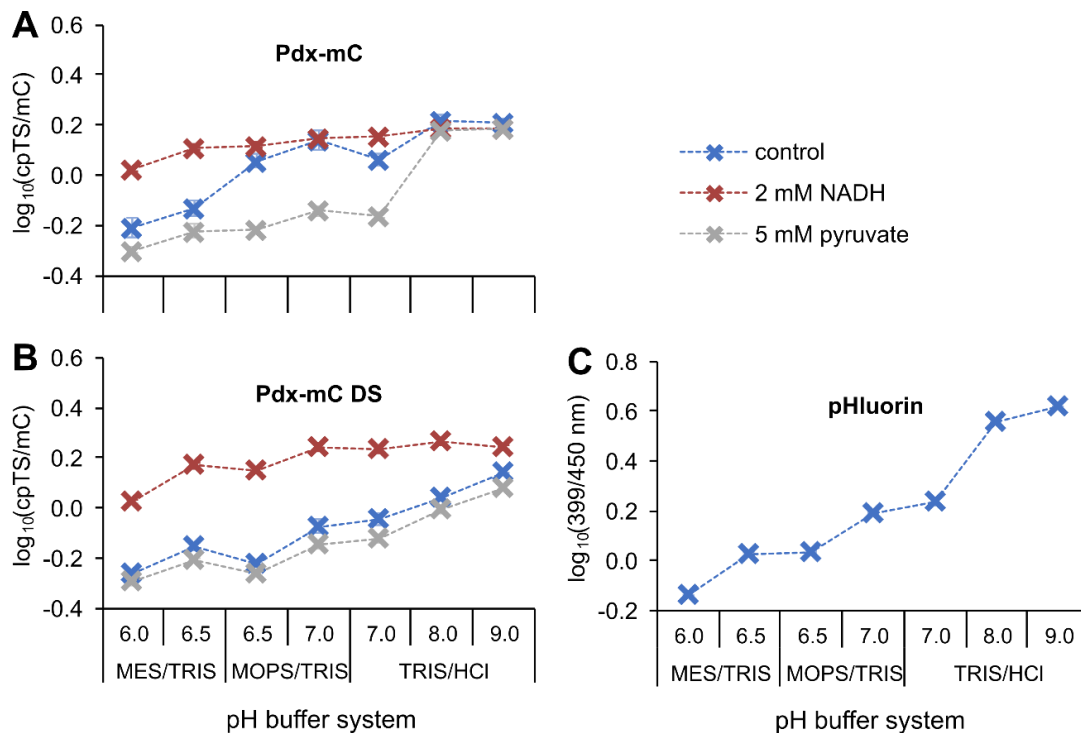 A
Pdx-mC
log₁₀(cpTS/mC)
0.6
0.4
0.2
0.0
-0.2
-0.4
control
2 mM NADH
5 mM pyruvate
B
Pdx-mC DS
log₁₀(cpTS/mC)
0.6
0.4
0.2
0.0
-0.2
-0.4
6.0 6.5 6.5 7.0 7.0 8.0 9.0
MES/TRIS MOPS/TRIS TRIS/HCl
pH buffer system
C
pHluorin
log₁₀(399/450 nm)
0.8
0.6
0.4
0.2
0.0
-0.2
6.0 6.5 6.5 7.0 7.0 8.0 9.0
MES/TRIS MOPS/TRIS TRIS/HCl
pH buffer system